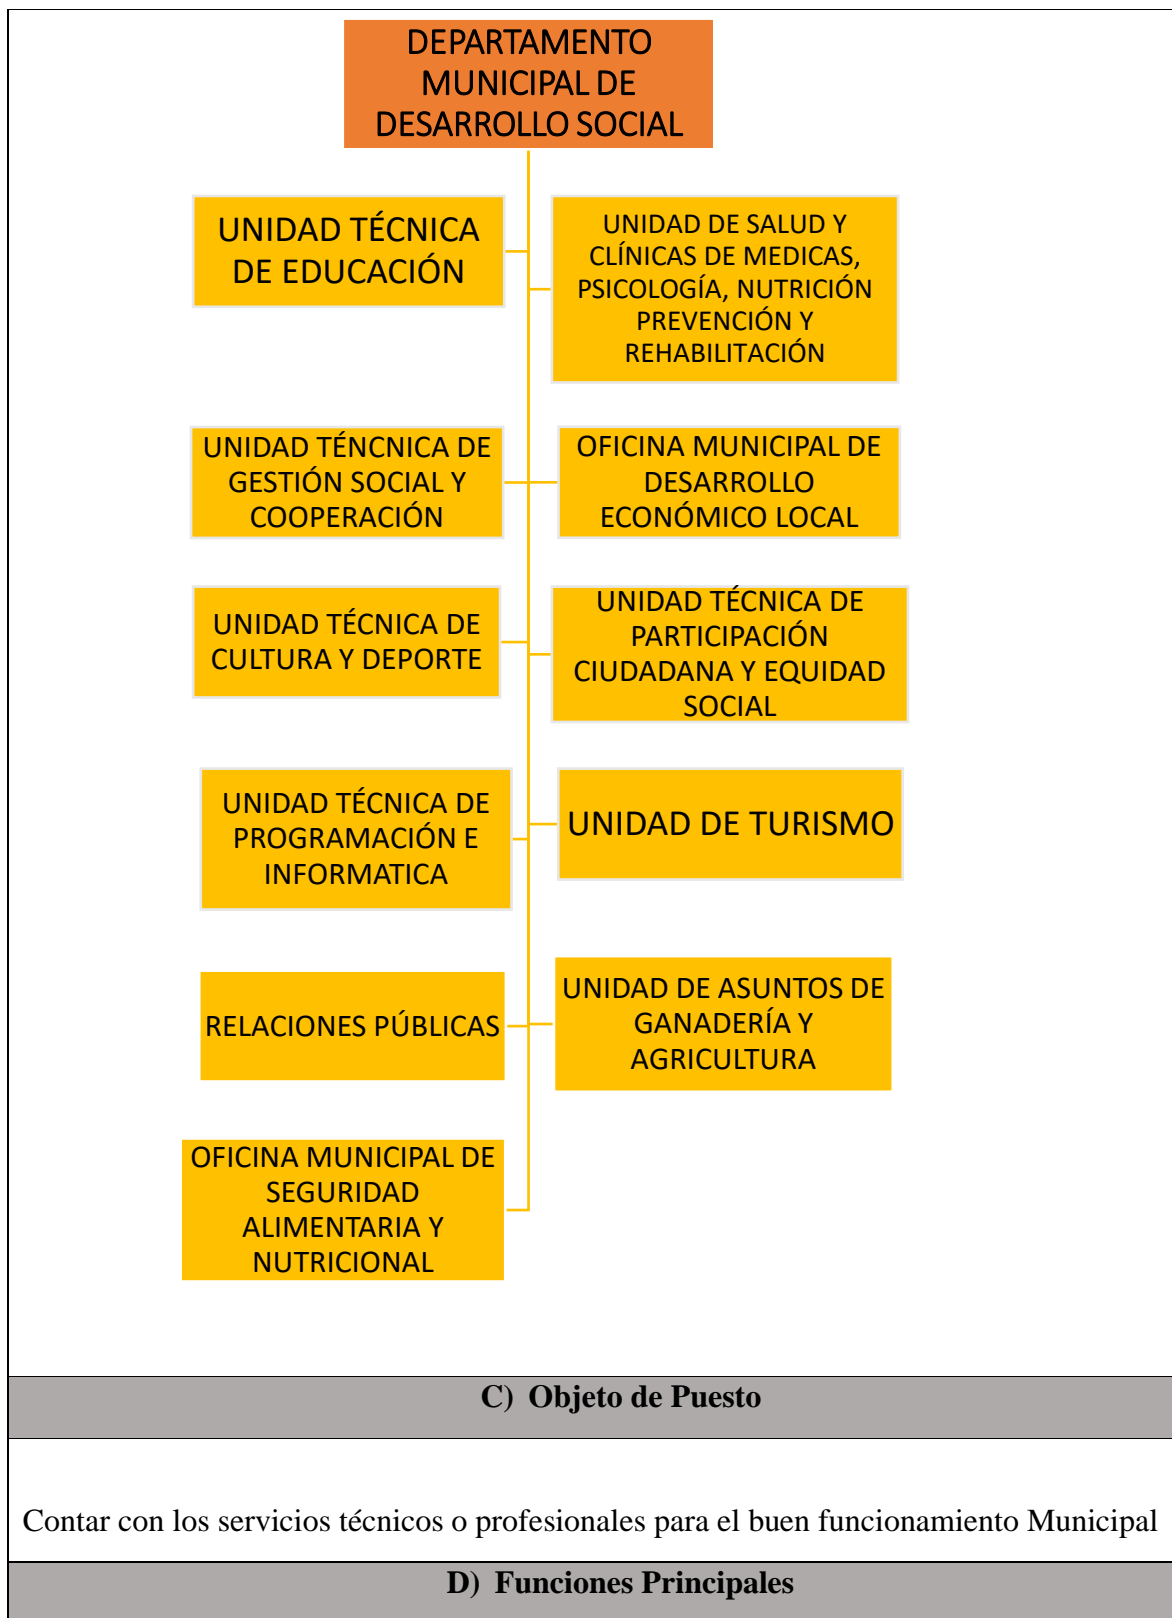 DEPARTAMENTO
MUNICIPAL DE
DESARROLLO SOCIAL
UNIDAD TÉCNICA
DE EDUCACIÓN
UNIDAD DE SALUD Y
CLÍNICAS DE MEDICAS,
PSICOLOGÍA, NUTRICIÓN
PREVENCIÓN Y
REHABILITACIÓN
UNIDAD TÉNCNICA DE
GESTIÓN SOCIAL Y
COOPERACIÓN
OFICINA MUNICIPAL DE
DESARROLLO
ECONÓMICO LOCAL
UNIDAD TÉCNICA DE
CULTURA Y DEPORTE
UNIDAD TÉCNICA DE
PARTICIPACIÓN
CIUDADANA Y EQUIDAD
SOCIAL
UNIDAD TÉCNICA DE
PROGRAMACIÓN E
INFORMATICA
UNIDAD DE TURISMO
RELACIONES PÚBLICAS
UNIDAD DE ASUNTOS DE
GANADERÍA Y
AGRICULTURA
OFICINA MUNICIPAL DE
SEGURIDAD
ALIMENTARIA Y
NUTRICIONAL
C) Objeto de Puesto
Contar con los servicios técnicos o profesionales para el buen funcionamiento Municipal
D) Funciones Principales